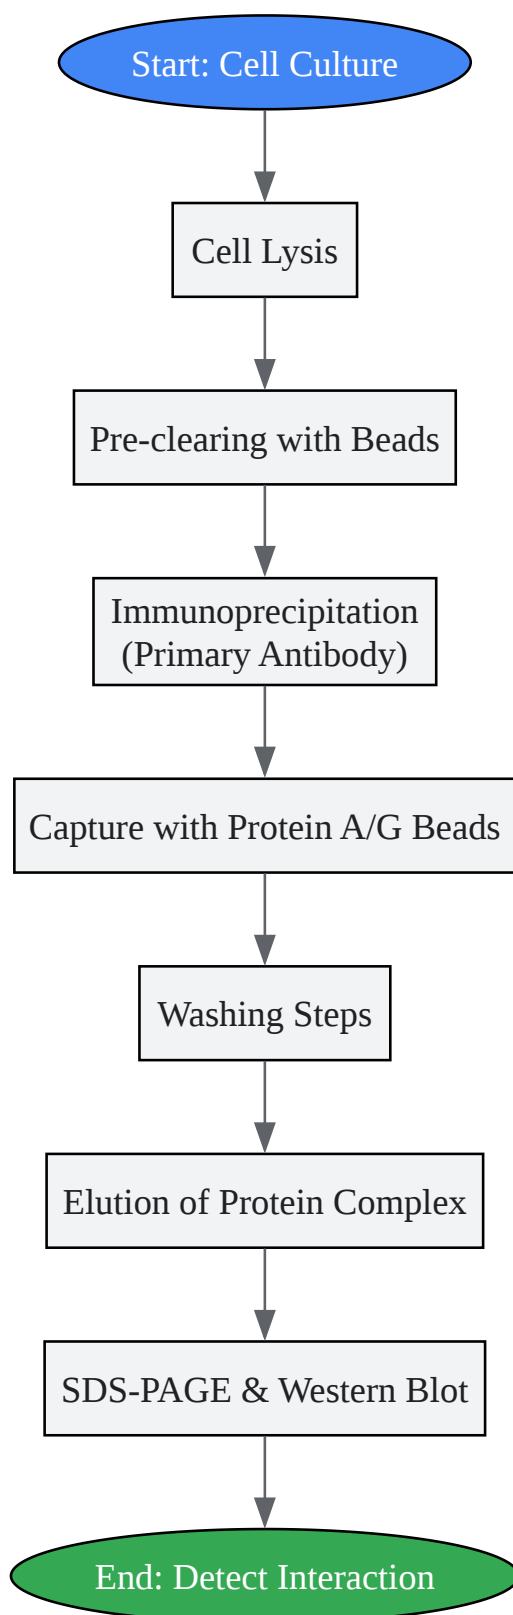 Start: Cell Culture
Cell Lysis
Pre-clearing with Beads
Immunoprecipitation
(Primary Antibody)
Capture with Protein A/G Beads
Washing Steps
Elution of Protein Complex
SDS-PAGE & Western Blot
End: Detect Interaction